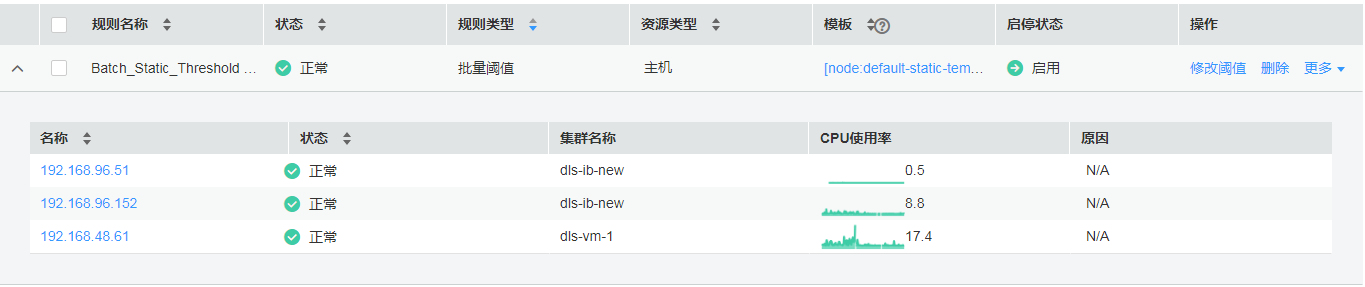 规则名称 状态 规则类型 资源类型 模板 启停状态 操作
Batch_Static_Threshold ... 正常 批量阈值 主机 [node:default-static-tem... 启用 修改阈值 删除 更多
名称 状态 集群名称 CPU使用率 原因
192.168.96.51 正常 dls-ib-new 0.5 N/A
192.168.96.152 正常 dls-ib-new 8.8 N/A
192.168.48.61 正常 dls-vm-1 17.4 N/A